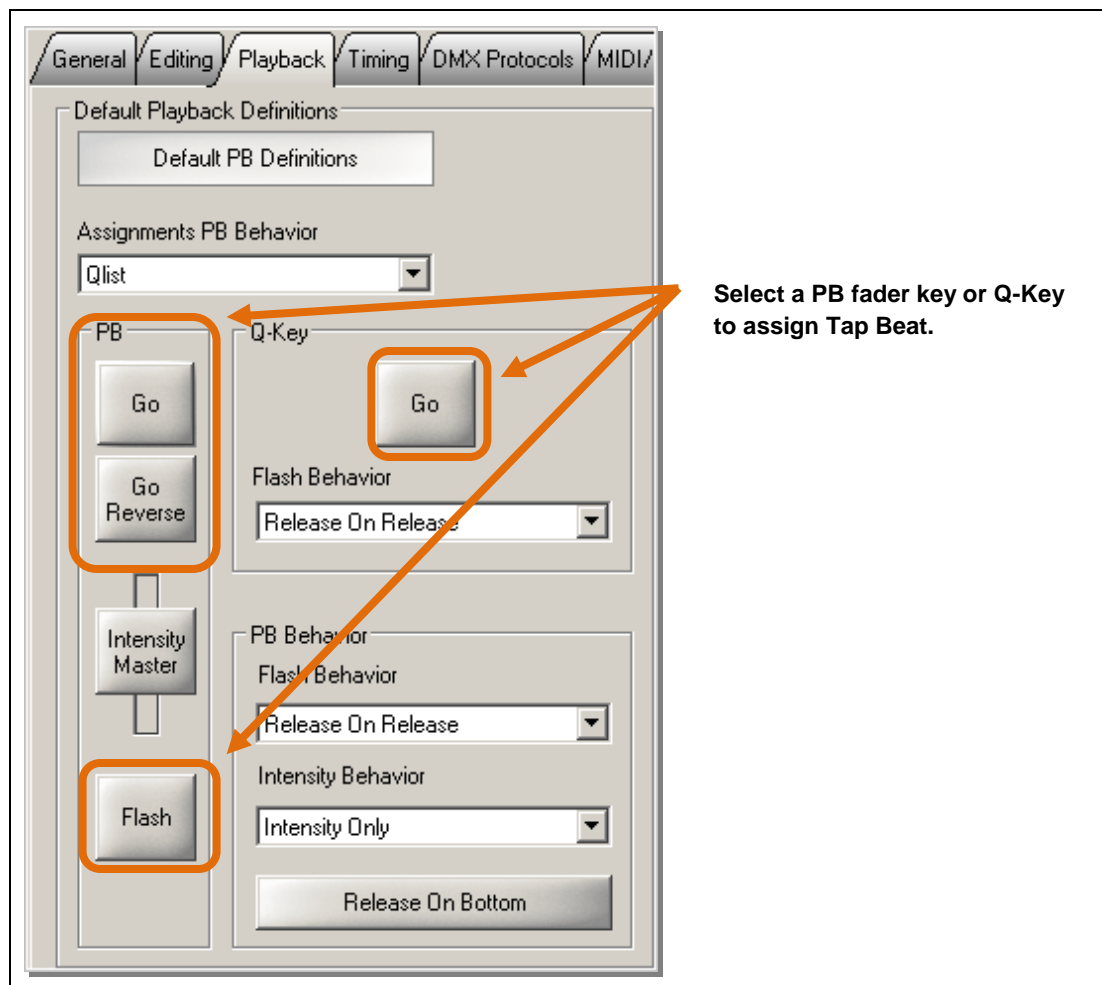 General Editing Playback Timing DMX Protocols MIDI/
Default Playback Definitions
Default PB Definitions
Assignments PB Behavior
Qlist
PB
Go
Go
Reverse
Intensity
Master
Flash
Q-Key
Go
Flash Behavior
Release On Release
PB Behavior
Flash Behavior
Release On Release
Intensity Behavior
Intensity Only
Release On Bottom
Select a PB fader key or Q-Key
to assign Tap Beat.